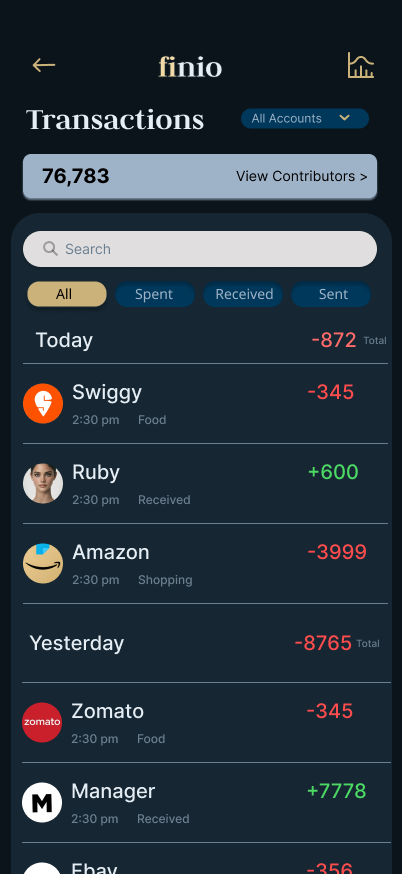 finio
Transactions
All Accounts
76,783 View Contributors >
Search
All Spent Received Sent
Today -872 Total
Swiggy -345
2:30 pm Food
Ruby +600
2:30 pm Received
Amazon -3999
2:30 pm Shopping
Yesterday -8765 Total
zomato
Zomato -345
2:30 pm Food
M
Manager +7778
2:30 pm Received
Ebay -356